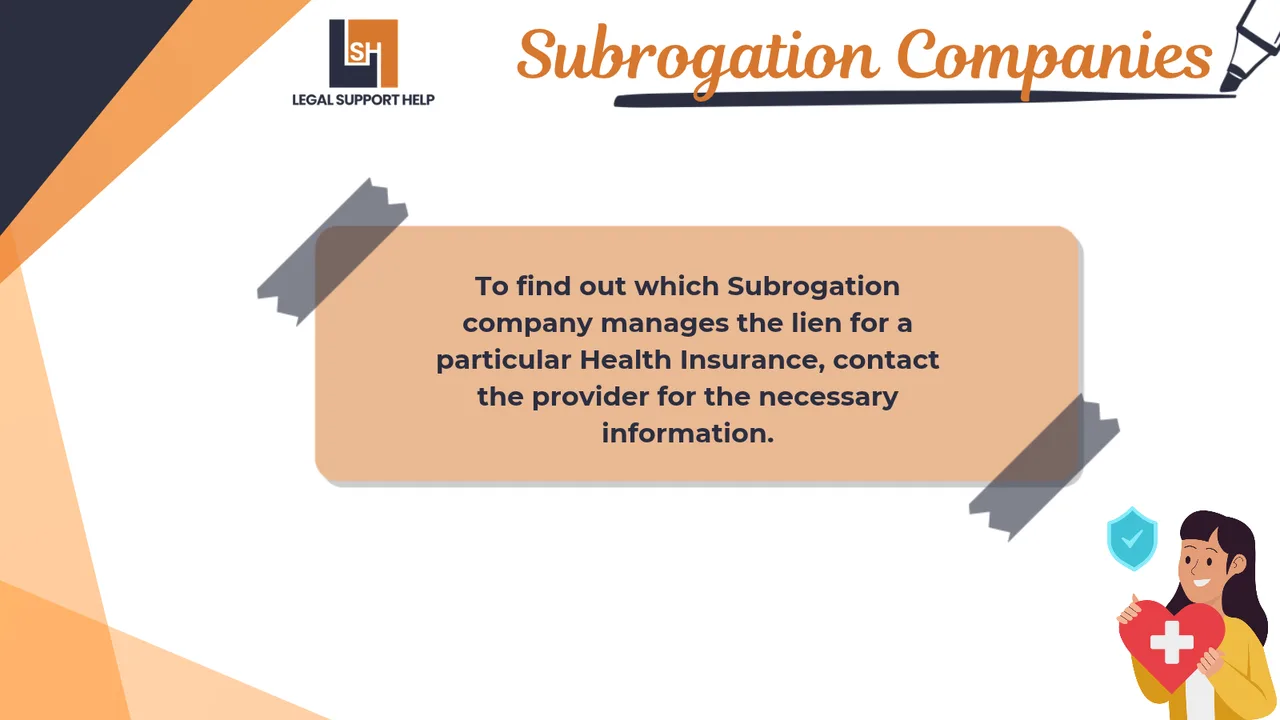 LSH
LEGAL SUPPORT HELP
Subrogation Companies
To find out which Subrogation
company manages the lien for a
particular Health Insurance, contact
the provider for the necessary
information.